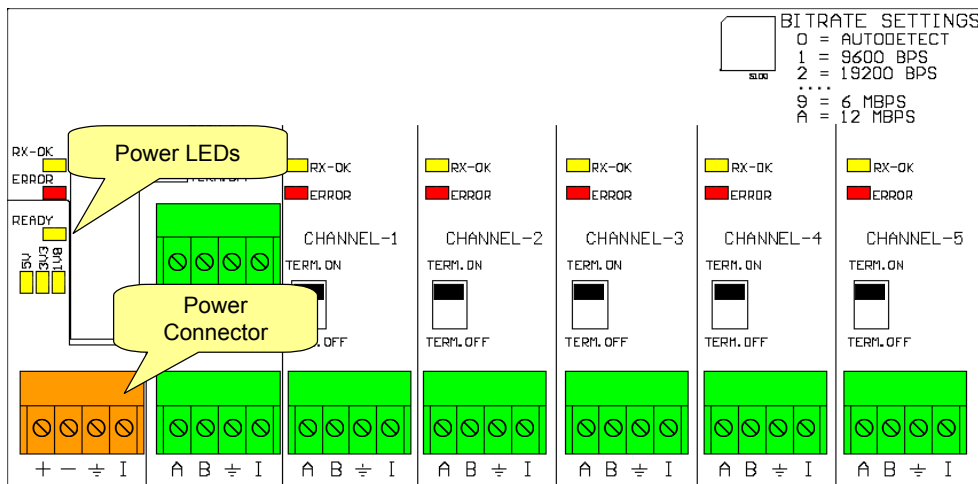 BITRATE SETTINGS
0 = AUTODETECT
1 = 9600 BPS
2 = 19200 BPS
....
9 = 6 MBPS
A = 12 MBPS
S100
RX-OK
ERROR
READY
5V
3V3
1V8
Power LEDs
Power
Connector
RX-OK
ERROR
CHANNEL-1
TERM.ON
TERM.OFF
RX-OK
ERROR
CHANNEL-2
TERM.ON
TERM.OFF
RX-OK
ERROR
CHANNEL-3
TERM.ON
TERM.OFF
RX-OK
ERROR
CHANNEL-4
TERM.ON
TERM.OFF
RX-OK
ERROR
CHANNEL-5
TERM.ON
TERM.OFF
+ − ⏚ I
A B ⏚ I
A B ⏚ I
A B ⏚ I
A B ⏚ I
A B ⏚ I
A B ⏚ I